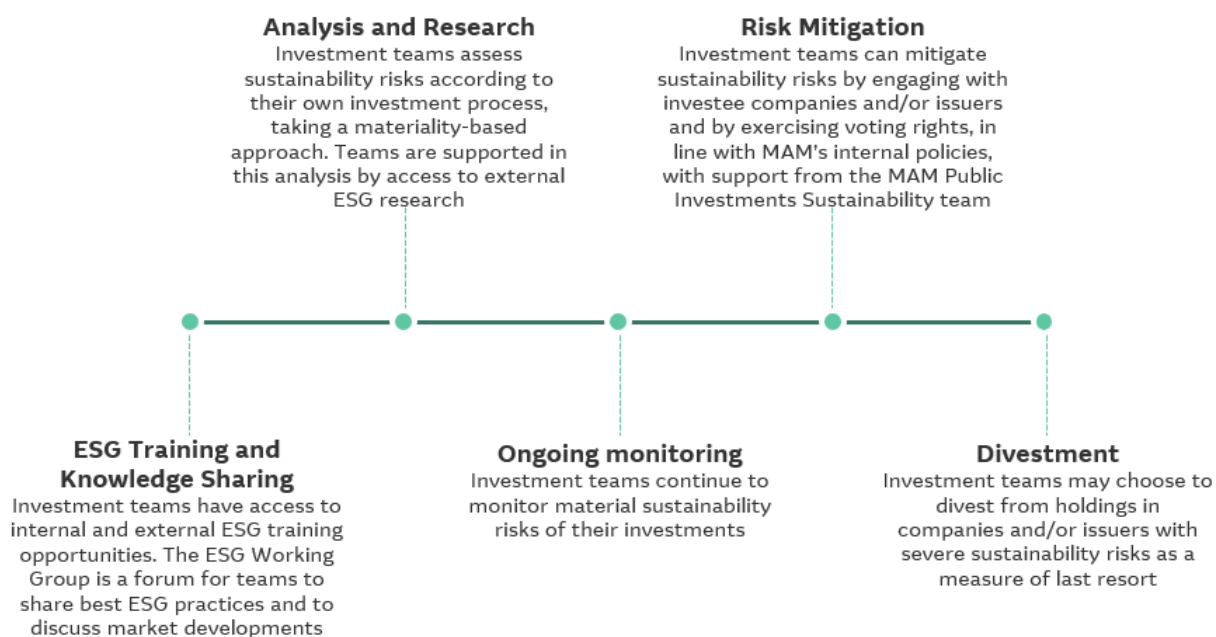 Analysis and Research
Investment teams assess
sustainability risks according to
their own investment process,
taking a materiality-based
approach. Teams are supported in
this analysis by access to external
ESG research
Risk Mitigation
Investment teams can mitigate
sustainability risks by engaging with
investee companies and/or issuers
and by exercising voting rights, in
line with MAM's internal policies,
with support from the MAM Public
Investments Sustainability team
ESG Training and
Knowledge Sharing
Investment teams have access to
internal and external ESG training
opportunities. The ESG Working
Group is a forum for teams to
share best ESG practices and to
discuss market developments
Ongoing monitoring
Investment teams continue to
monitor material sustainability
risks of their investments
Divestment
Investment teams may choose to
divest from holdings in
companies and/or issuers with
severe sustainability risks as a
measure of last resort